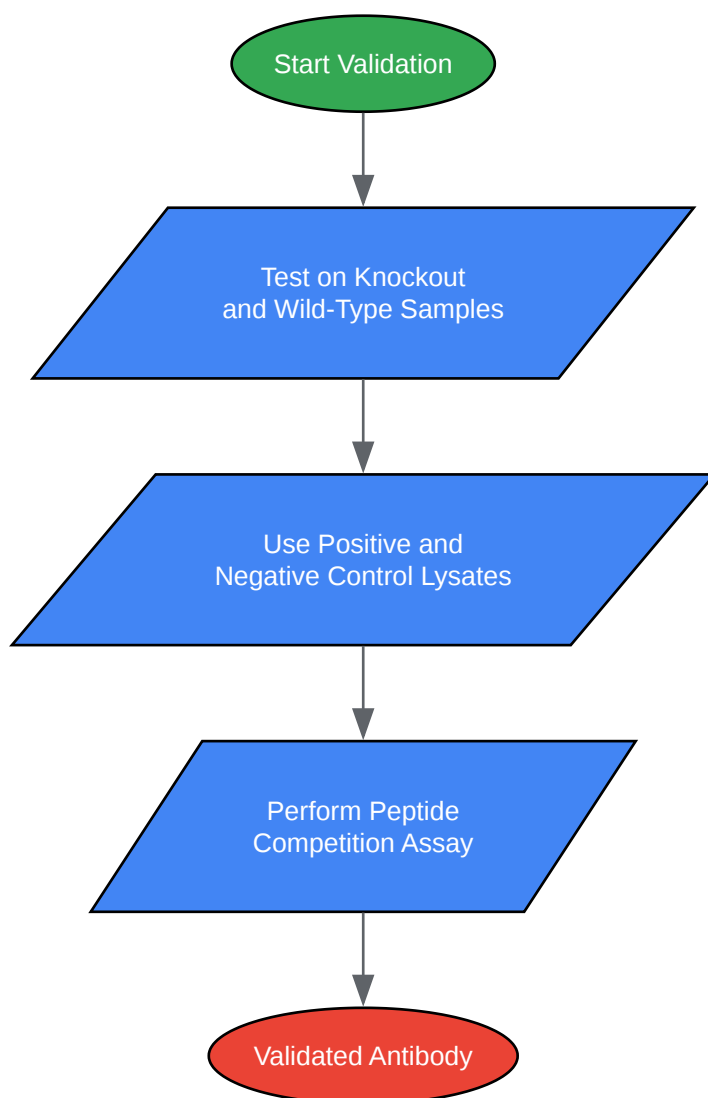 Start Validation
Test on Knockout
and Wild-Type Samples
Use Positive and
Negative Control Lysates
Perform Peptide
Competition Assay
Validated Antibody